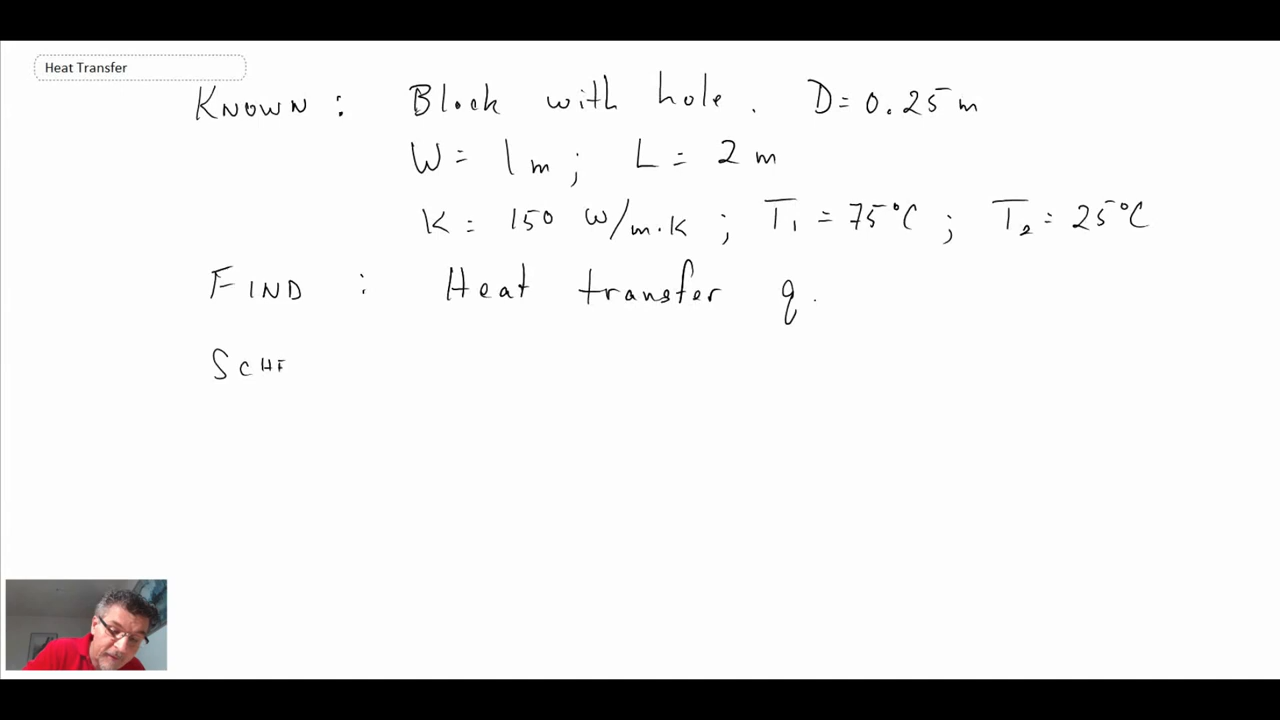 Heat Transfer
KNOWN : Block with hole . D = 0.25 m
W = 1 m ; L = 2 m
K = 150 W/m.K ; T1 = 75°C ; T2 = 25°C
FIND : Heat transfer q.
SCHE